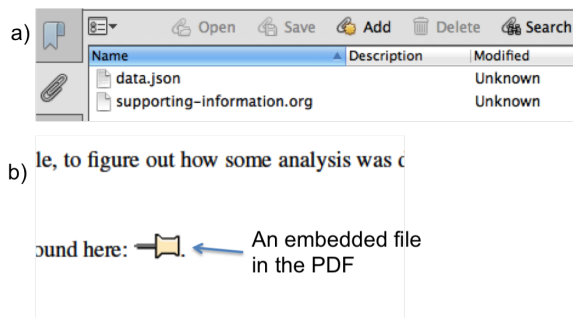 a)
Open Save Add Delete Search
Name Description Modified
data.json Unknown
supporting-information.org Unknown
b)
le, to figure out how some analysis was
ound here: .
An embedded file
in the PDF